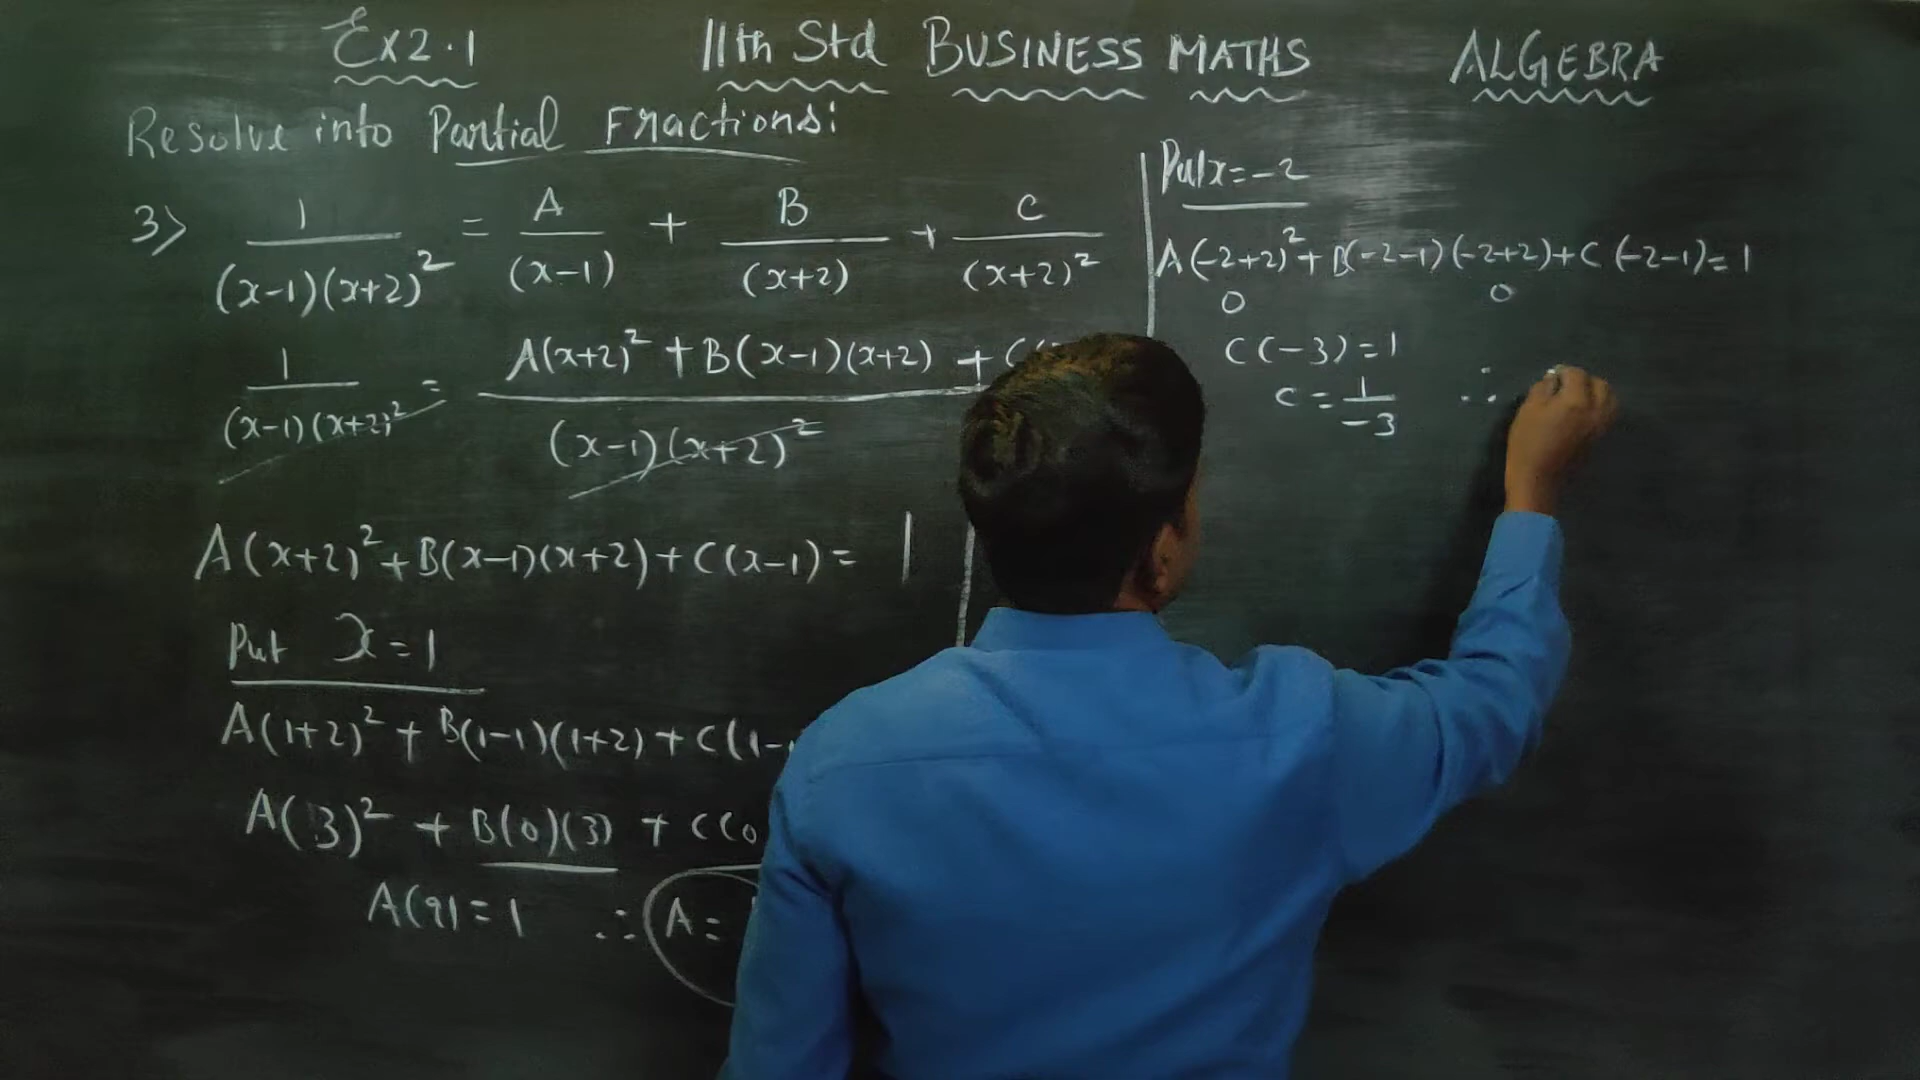 Ex 2.1 11th Std BUSINESS MATHS ALGEBRA
Resolve into Partial Fractions:
3) 1/((x-1)(x+2)²) = A/(x-1) + B/(x+2) + C/(x+2)²
1/((x-1)(x+2)²) = (A(x+2)² + B(x-1)(x+2) + C(/((x-1)(x+2)²)
A(x+2)² + B(x-1)(x+2) + C(x-1) = 1
Put x = 1
A(1+2)² + B(1-1)(1+2) + C(1-
A(3)² + B(0)(3) + C(0
A(9) = 1 ∴ A =
Put x = -2
A(-2+2)² + B(-2-1)(-2+2) + C(-2-1) = 1
0 0
C(-3) = 1
C = 1/-3 ∴